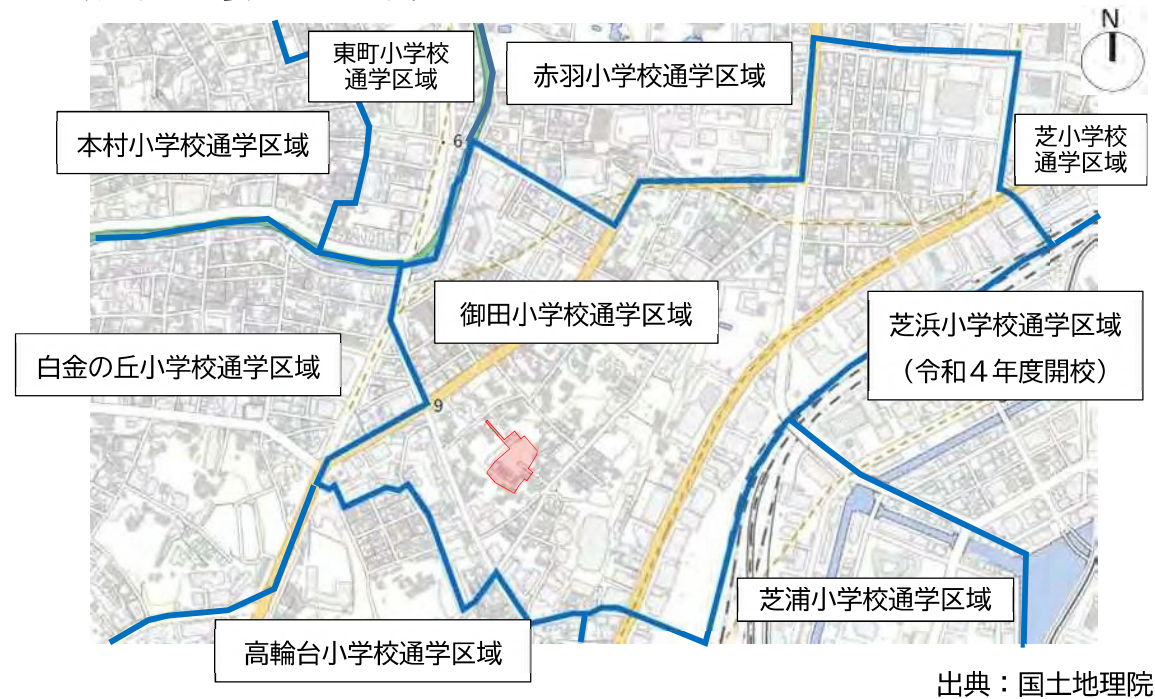 N
東町小学校
通学区域
赤羽小学校通学区域
本村小学校通学区域
芝小学校
通学区域
6
御田小学校通学区域
芝浜小学校通学区域
（令和４年度開校）
白金の丘小学校通学区域
9
芝浦小学校通学区域
高輪台小学校通学区域
出典：国土地理院